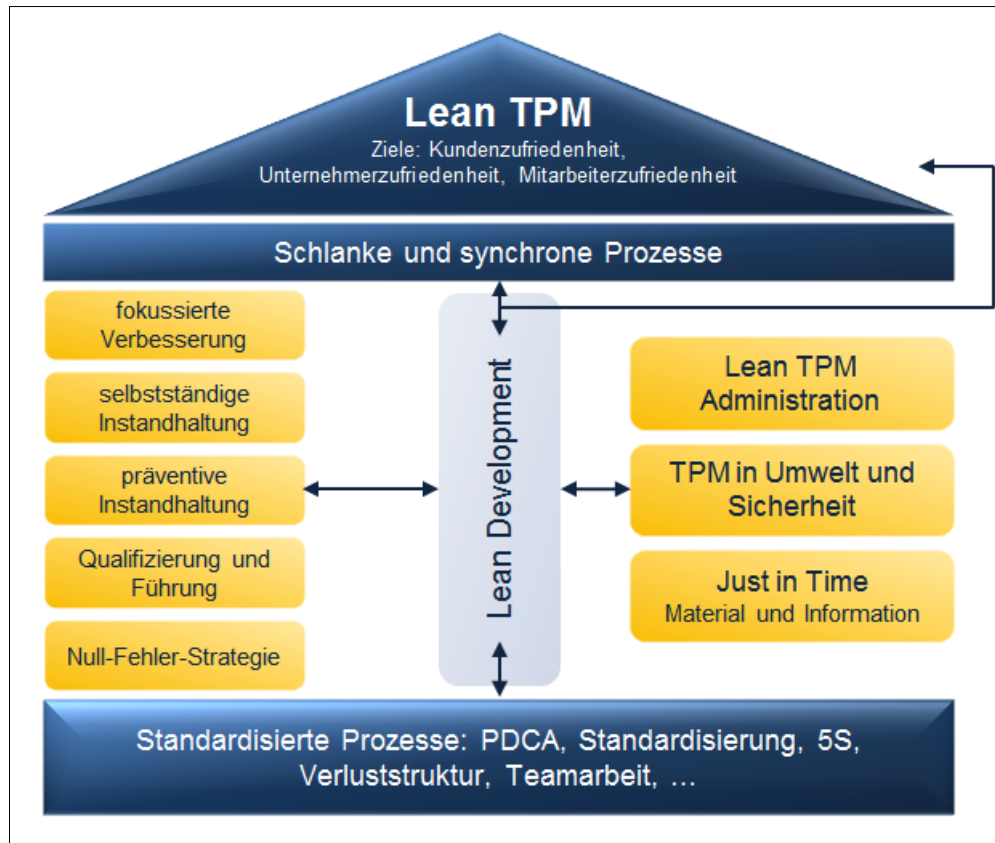 Lean TPM
Ziele: Kundenzufriedenheit,
Unternehmerzufriedenheit, Mitarbeiterzufriedenheit
Schlanke und synchrone Prozesse
fokussierte
Verbesserung
selbstständige
Instandhaltung
präventive
Instandhaltung
Qualifizierung und
Führung
Null-Fehler-Strategie
Lean Development
Lean TPM
Administration
TPM in Umwelt und
Sicherheit
Just in Time
Material und Information
Standardisierte Prozesse: PDCA, Standardisierung, 5S,
Verluststruktur, Teamarbeit, ...